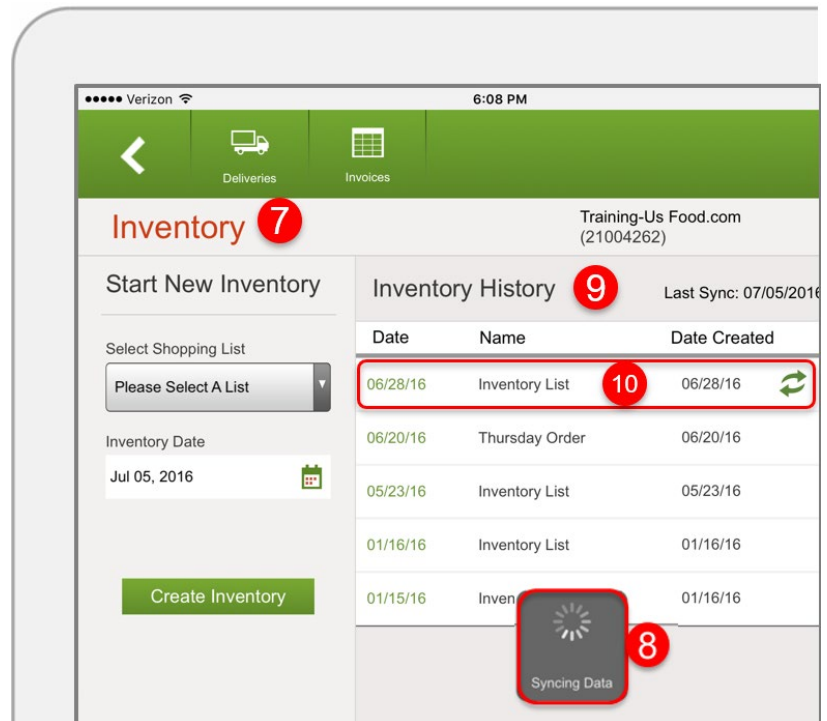 Verizon 6:08 PM
Deliveries Invoices
Inventory 7
Training-Us Food.com
(21004262)
Start New Inventory
Select Shopping List
Please Select A List
Inventory Date
Jul 05, 2016
Create Inventory
Inventory History 9 Last Sync: 07/05/2016
Date Name Date Created
06/28/16 Inventory List 10 06/28/16
06/20/16 Thursday Order 06/20/16
05/23/16 Inventory List 05/23/16
01/16/16 Inventory List 01/16/16
01/15/16 Inven 01/16/16
8
Syncing Data